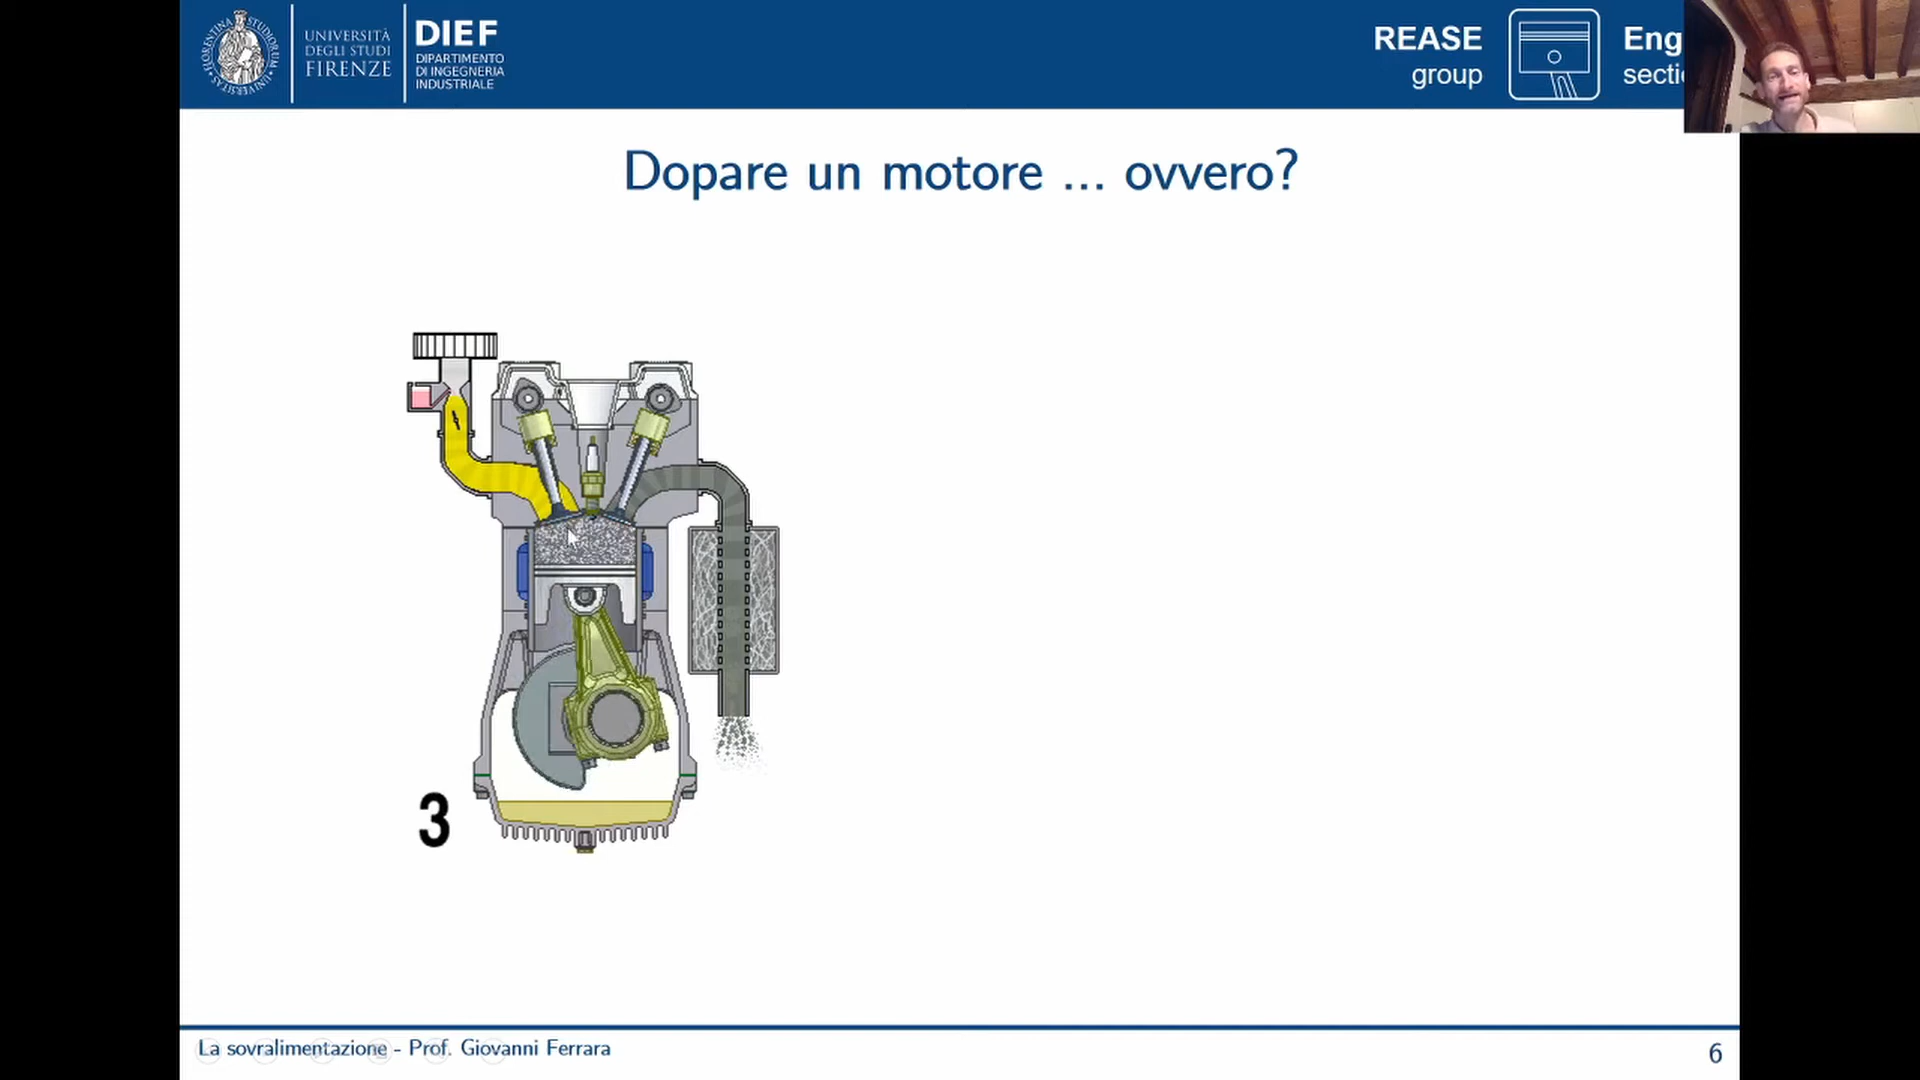 UNIVERSITÀ
DEGLI STUDI
FIRENZE
DIEF
DIPARTIMENTO
DI INGEGNERIA
INDUSTRIALE
REASE
group
Eng
secti
Dopare un motore ... ovvero?
3
La sovralimentazione - Prof. Giovanni Ferrara
6